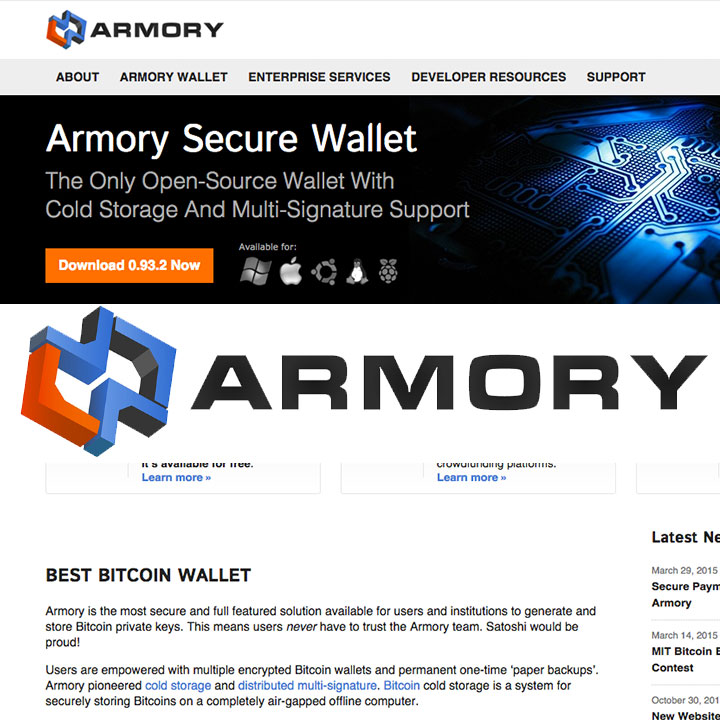 ARMORY
ABOUT ARMORY WALLET ENTERPRISE SERVICES DEVELOPER RESOURCES SUPPORT
Armory Secure Wallet
The Only Open-Source Wallet With
Cold Storage And Multi-Signature Support
Available for:
Download 0.93.2 Now
ARMORY
It's available for free. crowdfunding platforms.
Learn more » Learn more »
Latest Ne
BEST BITCOIN WALLET
March 29, 2015
Secure Paym
Armory
Armory is the most secure and full featured solution available for users and institutions to generate and
store Bitcoin private keys. This means users never have to trust the Armory team. Satoshi would be
proud!
March 14, 2015
MIT Bitcoin E
Contest
Users are empowered with multiple encrypted Bitcoin wallets and permanent one-time 'paper backups'.
Armory pioneered cold storage and distributed multi-signature. Bitcoin cold storage is a system for
securely storing Bitcoins on a completely air-gapped offline computer.
October 30, 201
New Website